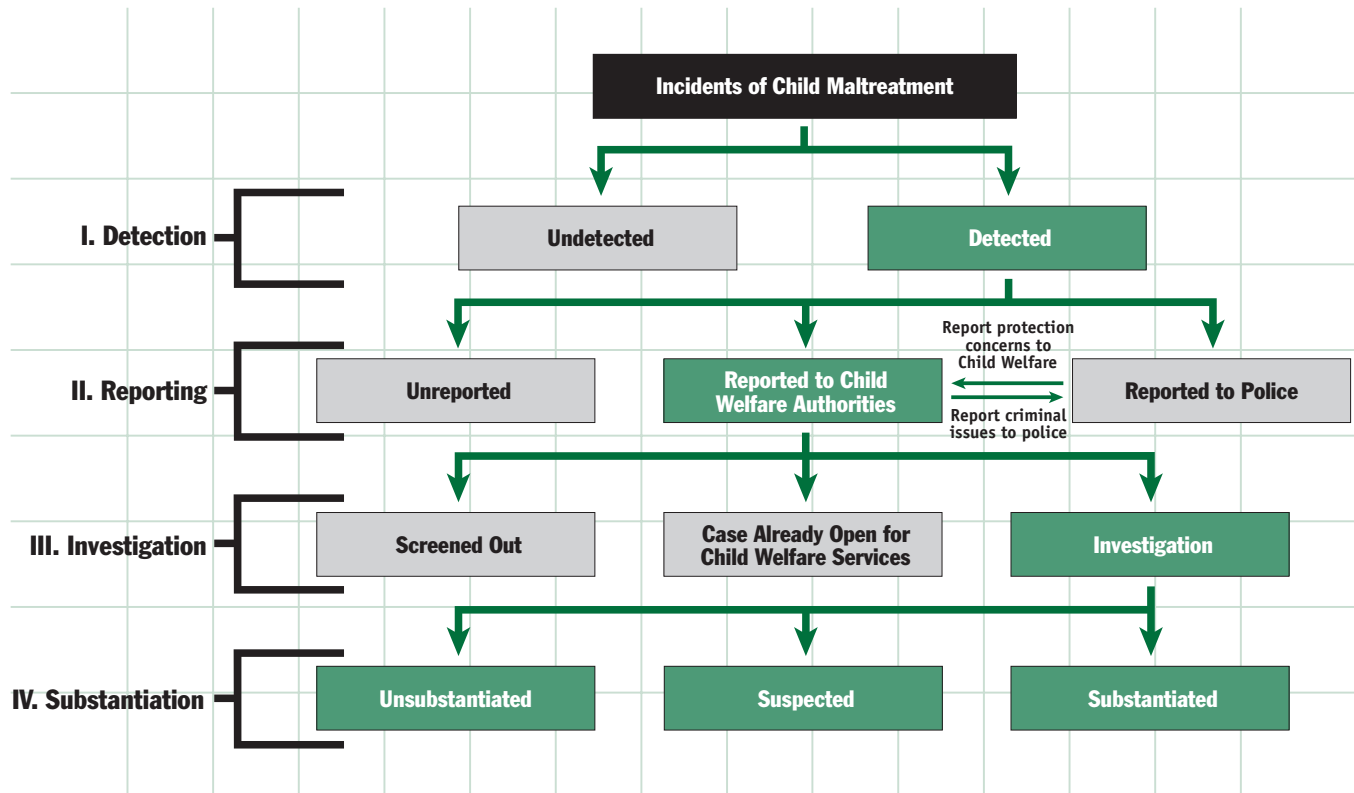 Incidents of Child Maltreatment
I. Detection
Undetected
Detected
II. Reporting
Unreported
Reported to Child
Welfare Authorities
Report protection
concerns to
Child Welfare
Report criminal
issues to police
Reported to Police
III. Investigation
Screened Out
Case Already Open for
Child Welfare Services
Investigation
IV. Substantiation
Unsubstantiated
Suspected
Substantiated